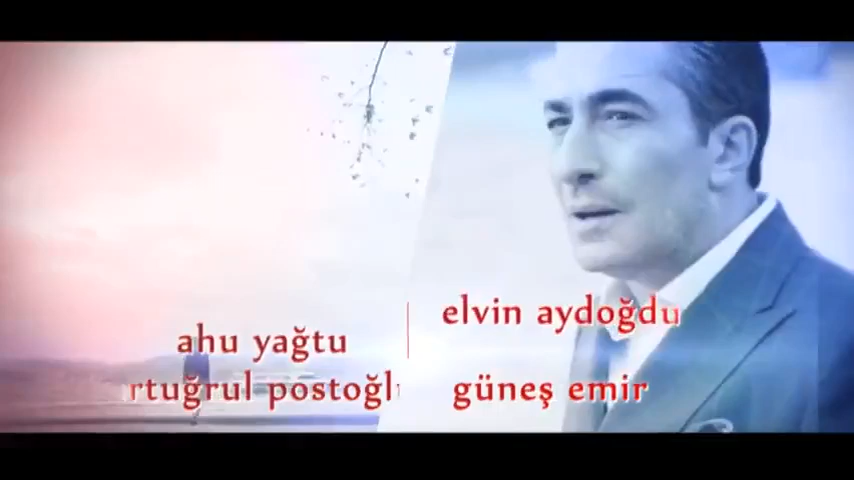 ahu yağtu
rtuğrul postoğl
elvin aydoğdu
güneş emir